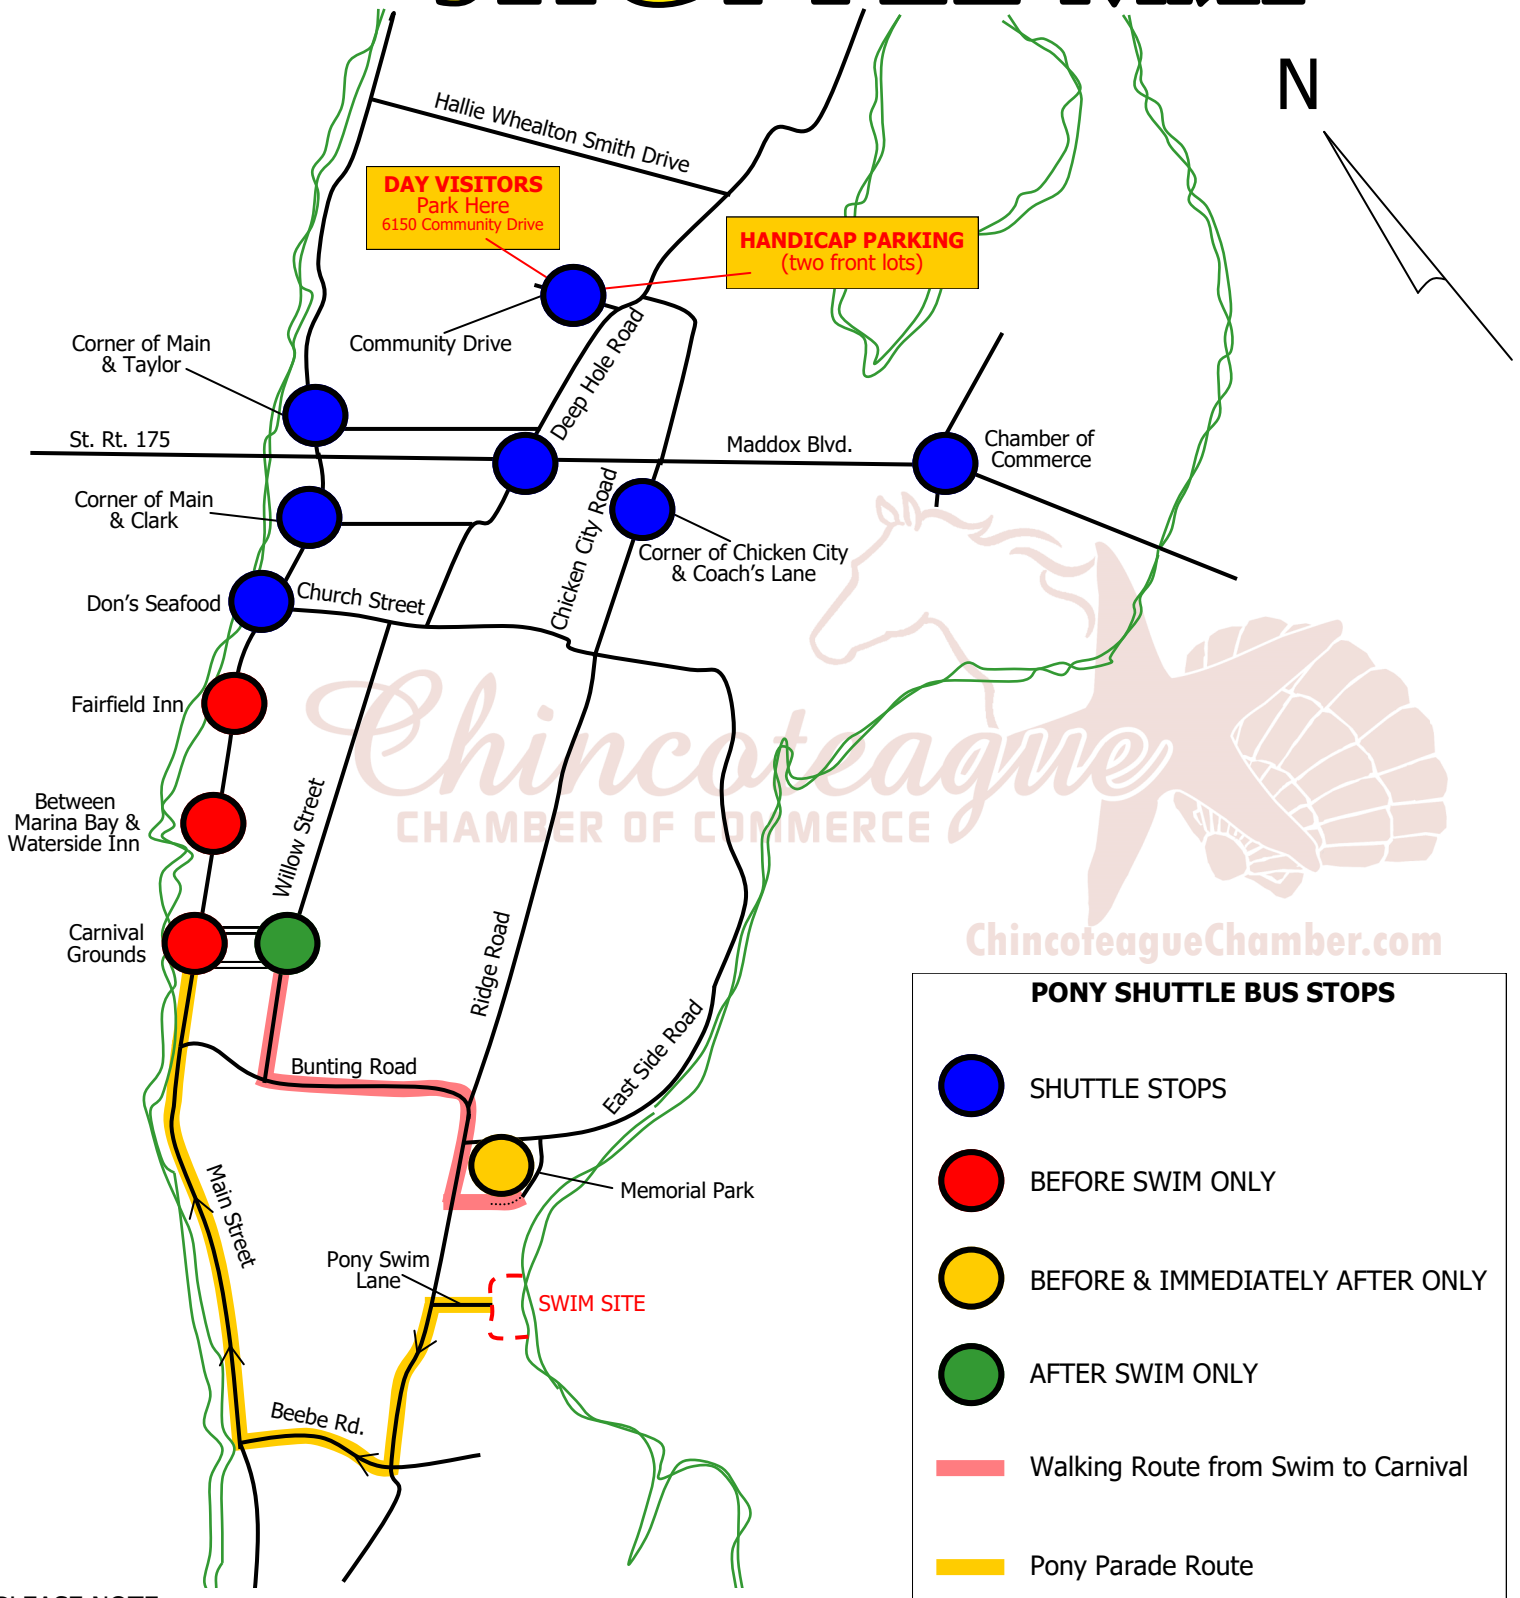 N
Hallie Whealton Smith Drive
DAY VISITORS
Park Here
6150 Community Drive
HANDICAP PARKING
(two front lots)
Community Drive
Deep Hole Road
Corner of Main
& Taylor
St. Rt. 175
Maddox Blvd.
Chamber of
Commerce
Corner of Main
& Clark
Chicken City Road
Corner of Chicken City
& Coach's Lane
Don's Seafood
Church Street
Fairfield Inn
Chincoteague
CHAMBER OF COMMERCE
Between
Marina Bay &
Waterside Inn
Willow Street
Carnival
Grounds
Ridge Road
ChincoteagueChamber.com
East Side Road
Bunting Road
Memorial Park
Main Street
Pony Swim
Lane
SWIM SITE
Beebe Rd.
PONY SHUTTLE BUS STOPS
SHUTTLE STOPS
BEFORE SWIM ONLY
BEFORE & IMMEDIATELY AFTER ONLY
AFTER SWIM ONLY
Walking Route from Swim to Carnival
Pony Parade Route
PLEASE NOTE